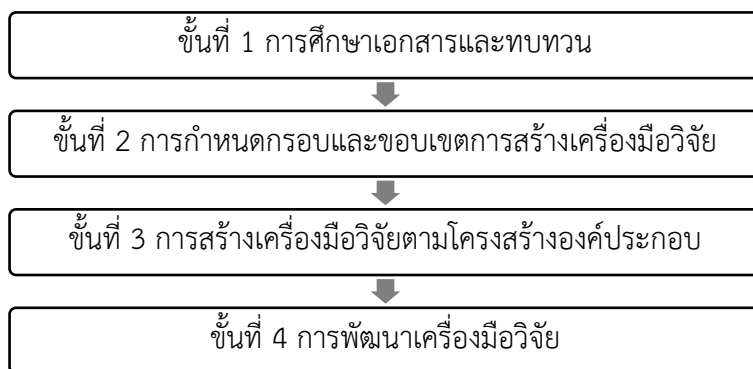 ขั้นที่ 1 การศึกษาเอกสารและทบทวน
ขั้นที่ 2 การกำหนดกรอบและขอบเขตการสร้างเครื่องมือวิจัย
ขั้นที่ 3 การสร้างเครื่องมือวิจัยตามโครงสร้างองค์ประกอบ
ขั้นที่ 4 การพัฒนาเครื่องมือวิจัย